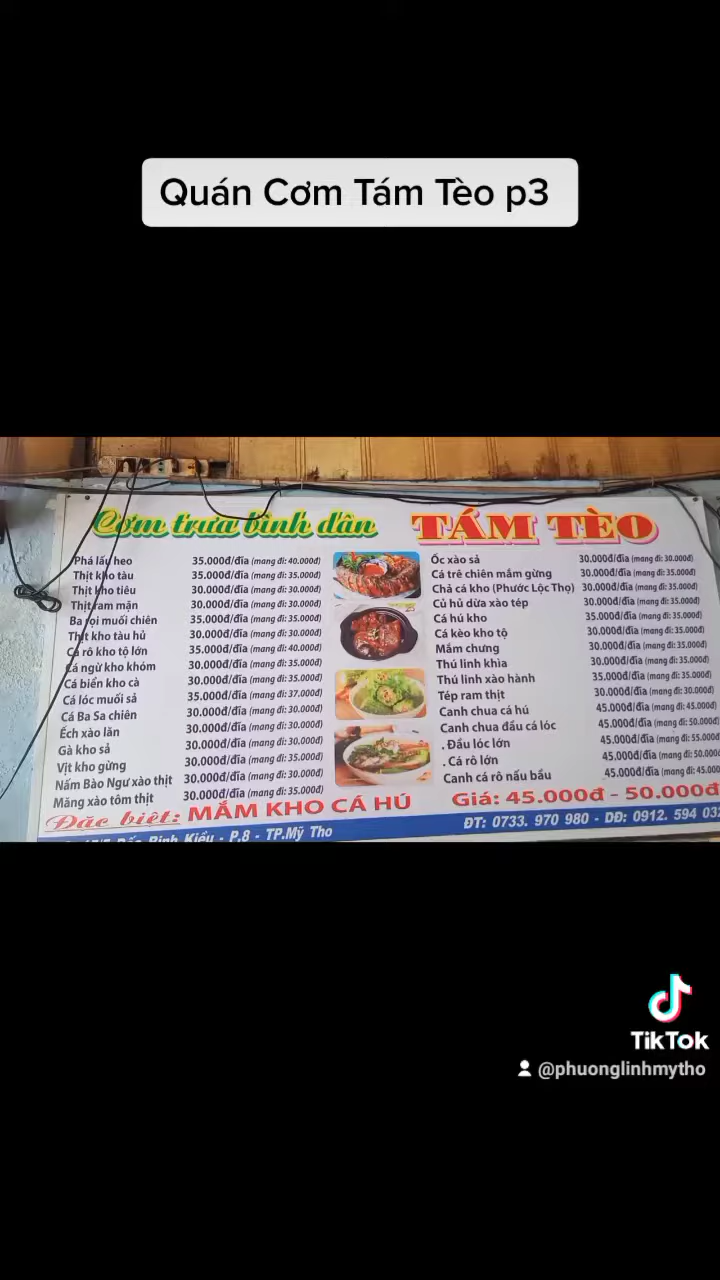 Quán Cơm Tám Tèo p3
Cơm trưa bình dân TÁM TÈO
Phá lấu heo 35.000đ/đĩa (mang đi: 40.000đ)
Thịt kho tàu 35.000đ/đĩa (mang đi: 35.000đ)
Thịt kho tiêu 30.000đ/đĩa (mang đi: 35.000đ)
Thịt ram mặn 30.000đ/đĩa (mang đi: 30.000đ)
Ba rọi muối chiên 35.000đ/đĩa (mang đi: 35.000đ)
Thịt kho tàu hủ 30.000đ/đĩa (mang đi: 30.000đ)
Cá rô kho tộ lớn 35.000đ/đĩa (mang đi: 40.000đ)
Cá ngừ kho khóm 30.000đ/đĩa (mang đi: 35.000đ)
Cá biển kho cà 30.000đ/đĩa (mang đi: 35.000đ)
Cá lóc muối sả 35.000đ/đĩa (mang đi: 37.000đ)
Cá Ba Sa chiên 30.000đ/đĩa (mang đi: 30.000đ)
Ếch xào lăn 30.000đ/đĩa (mang đi: 30.000đ)
Gà kho sả 30.000đ/đĩa (mang đi: 30.000đ)
Vịt kho gừng 30.000đ/đĩa (mang đi: 35.000đ)
Nấm Bào Ngư xào thịt 30.000đ/đĩa (mang đi: 30.000đ)
Măng xào tôm thịt 30.000đ/đĩa (mang đi: 35.000đ)
Ốc xào sả 30.000đ/đĩa (mang đi: 30.000đ)
Cá trê chiên mắm gừng 30.000đ/đĩa (mang đi: 35.000đ)
Chả cá kho (Phước Lộc Thọ) 30.000đ/đĩa (mang đi: 35.000đ)
Củ hủ dừa xào tép 30.000đ/đĩa (mang đi: 35.000đ)
Cá hú kho 35.000đ/đĩa (mang đi: 35.000đ)
Cá kèo kho tộ 30.000đ/đĩa (mang đi: 35.000đ)
Mắm chưng 30.000đ/đĩa (mang đi: 35.000đ)
Thú linh khìa 30.000đ/đĩa (mang đi: 35.000đ)
Thú linh xào hành 35.000đ/đĩa (mang đi: 35.000đ)
Tép ram thịt 30.000đ/đĩa (mang đi: 30.000đ)
Canh chua cá hú 45.000đ/đĩa (mang đi: 45.000đ)
Canh chua đầu cá lóc 45.000đ/đĩa (mang đi: 50.000đ)
. Đầu lóc lớn 45.000đ/đĩa (mang đi: 55.000đ
. Cá rô lớn 45.000đ/đĩa (mang đi: 50.000
Canh cá rô nấu bầu 45.000đ/đĩa (mang đi: 45.000
Đặc biệt: MẮM KHO CÁ HÚ Giá: 45.000đ - 50.000đ
Bình Kiều - P.8 - TP.Mỹ Tho ĐT: 0733. 970 980 - DĐ: 0912. 594 03
TikTok
@phuonglinhmytho